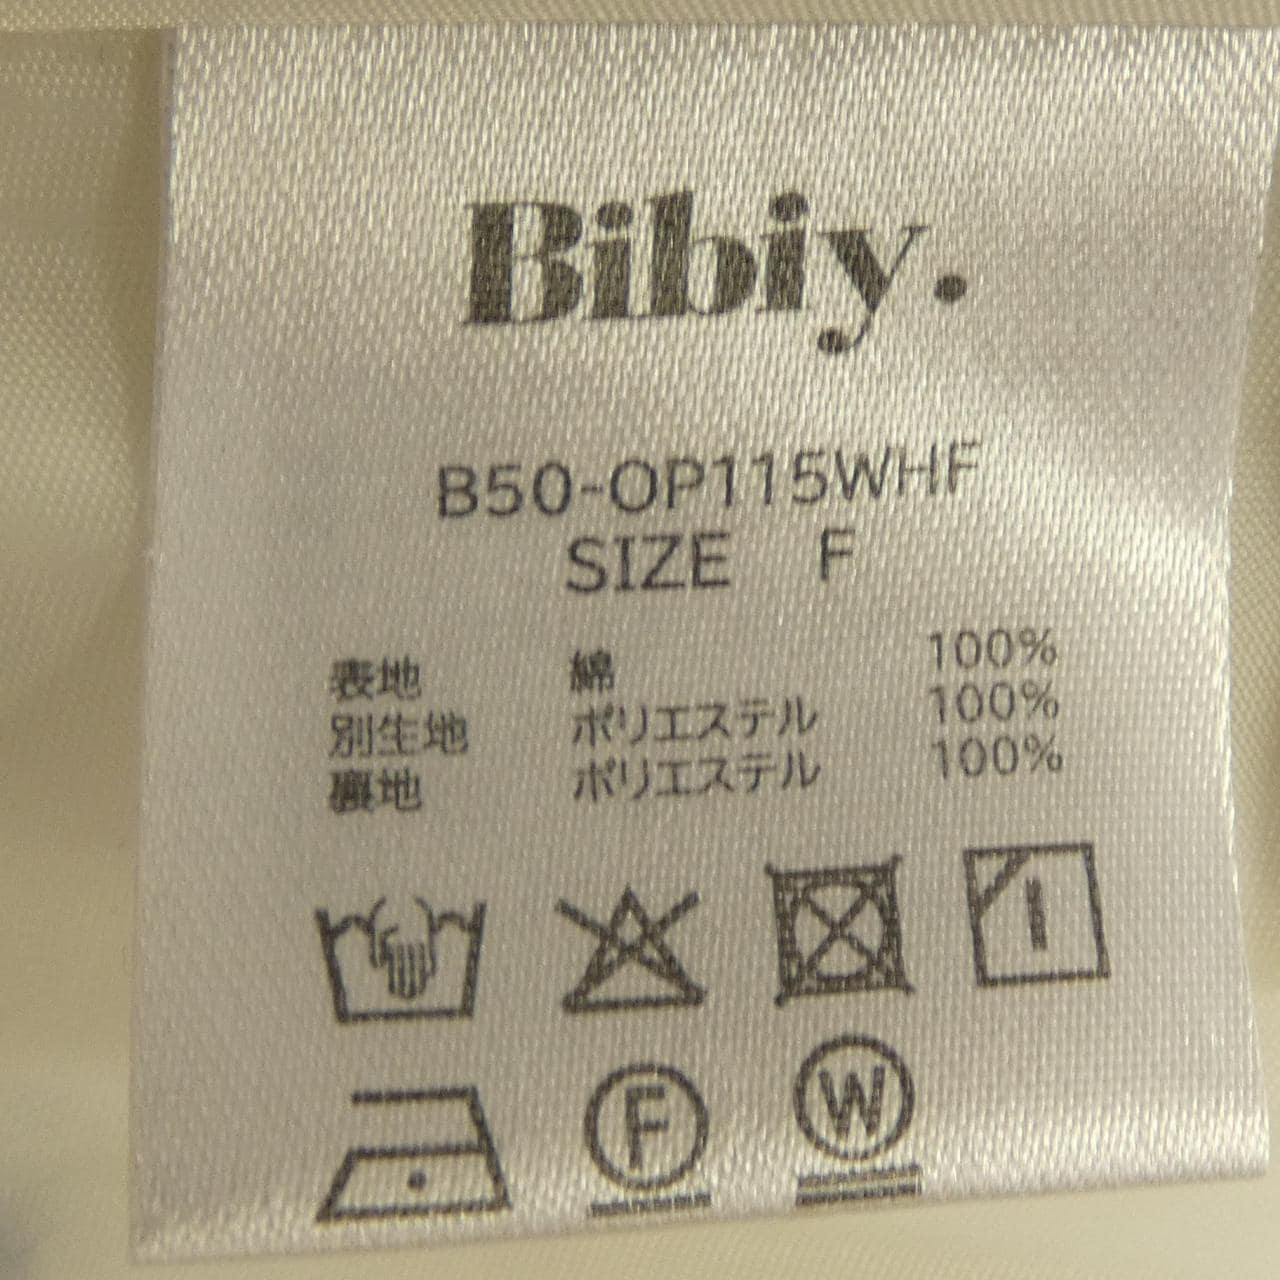 Bibiy.
B50-OP115WHF
SIZE F
表地 綿 100%
別生地 ポリエステル 100%
裏地 ポリエステル 100%
F W